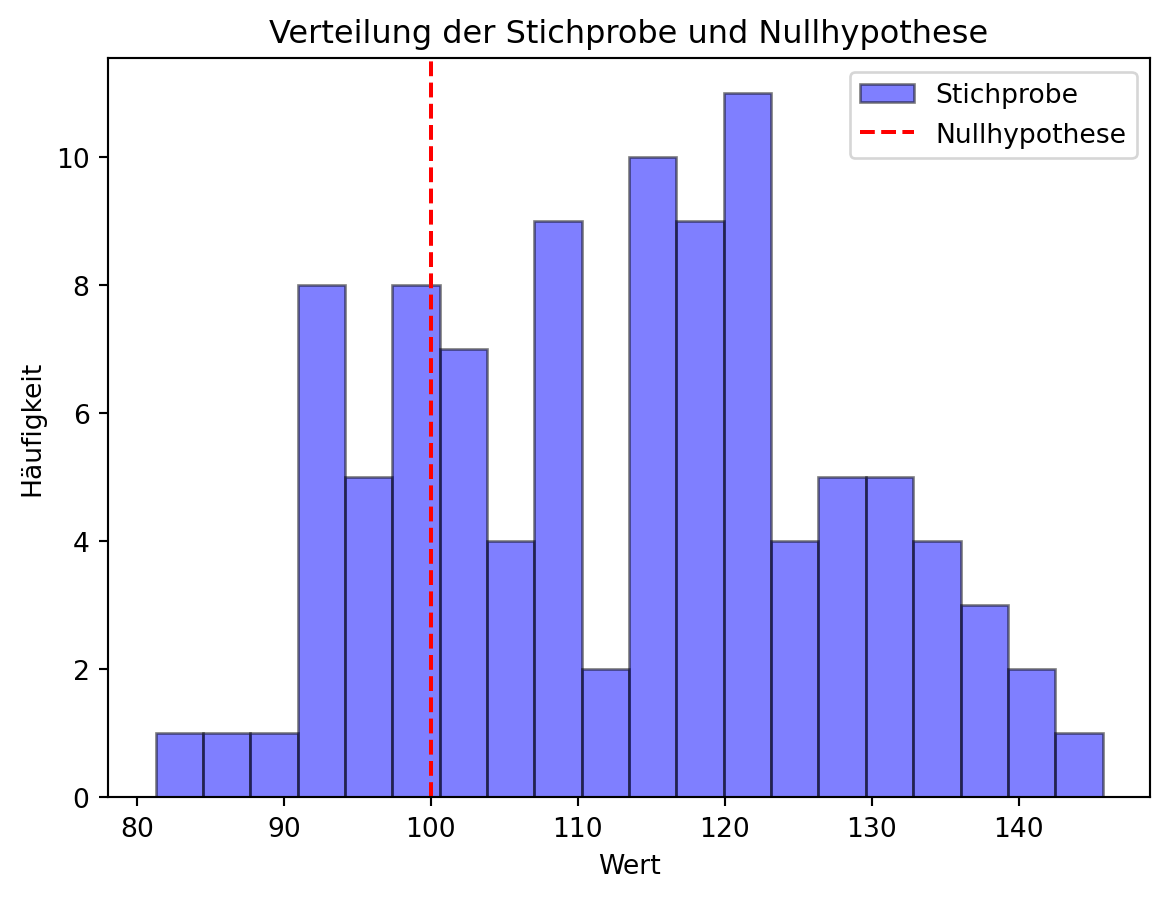 Verteilung der Stichprobe und Nullhypothese
Stichprobe
Nullhypothese
Häufigkeit
10
8
6
4
2
0
80 90 100 110 120 130 140
Wert